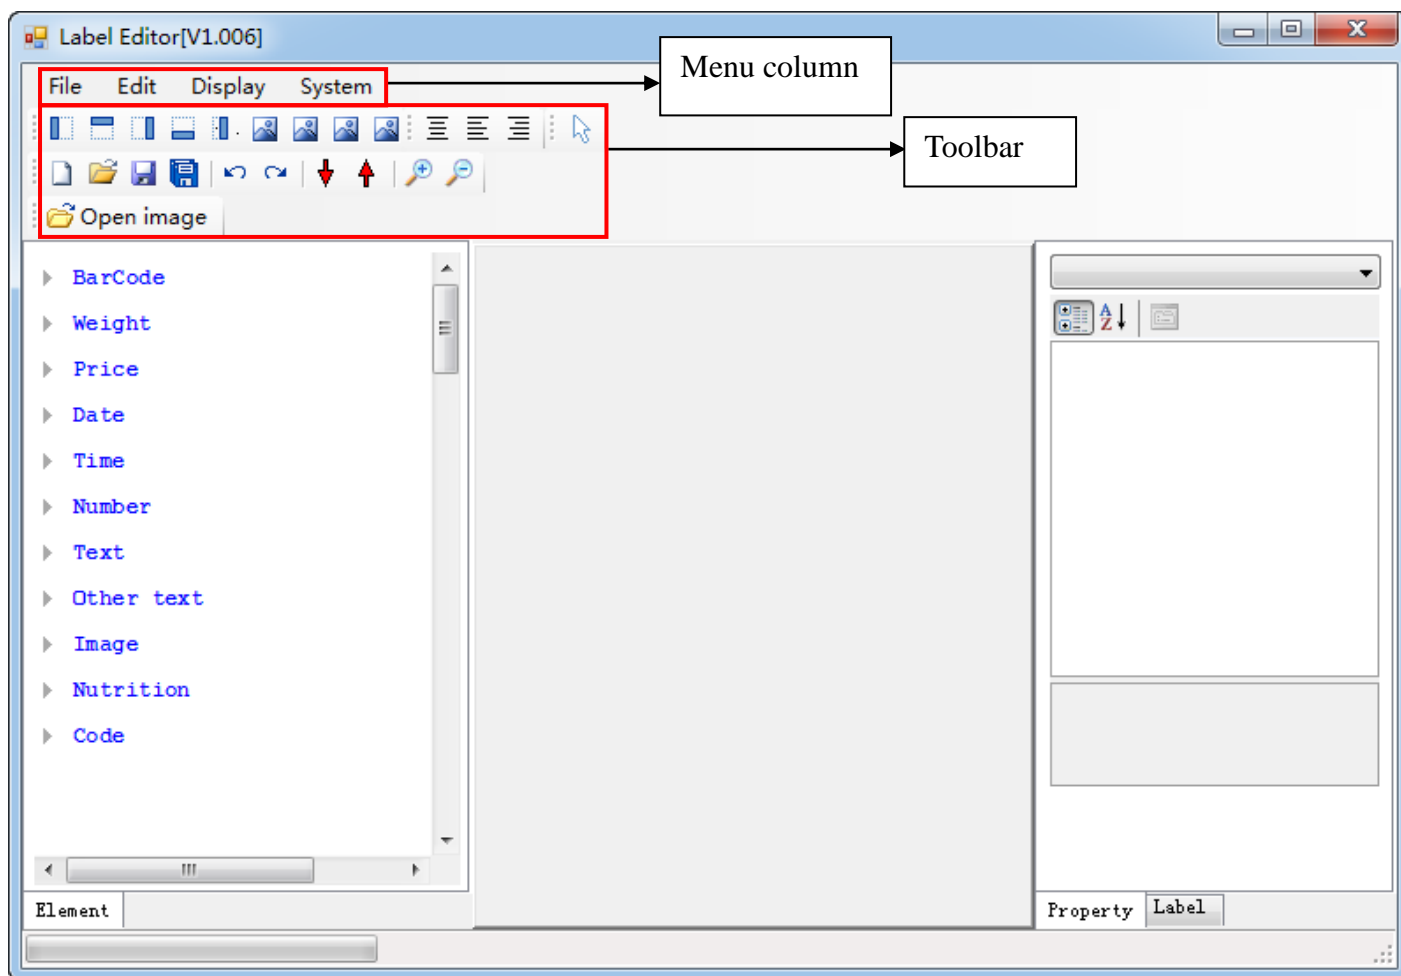 Label Editor[V1.006]
Menu column
File Edit Display System
Toolbar
Open image
BarCode
Weight
Price
Date
Time
Number
Text
Other text
Image
Nutrition
Code
A
Z
Element
Property Label